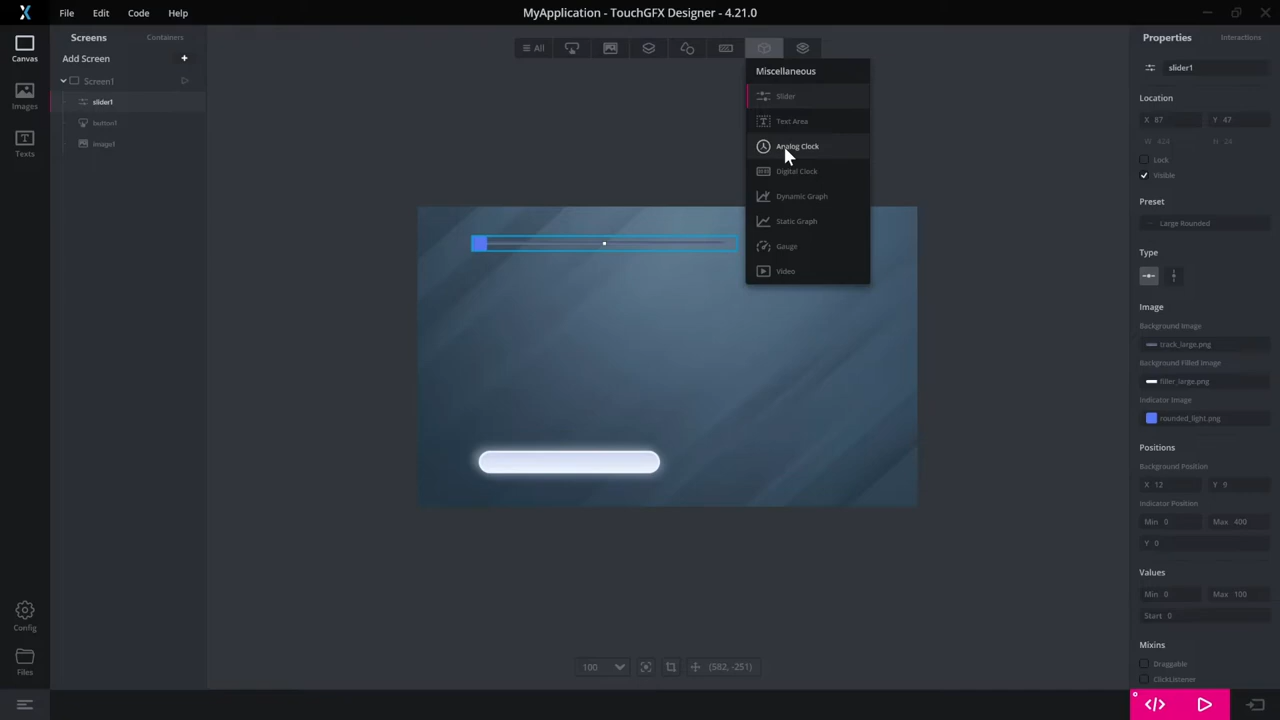 File Edit Code Help
MyApplication - TouchGFX Designer - 4.21.0
Canvas
Images
Texts
Config
Files
Screens Containers
Add Screen +
Screen1
slider1
button1
image1
All
Miscellaneous
Slider
Text Area
Analog Clock
Digital Clock
Dynamic Graph
Static Graph
Gauge
Video
100
(582, -251)
Properties Interactions
slider1
Location
X 87 Y 47
W 624 H 24
Lock
Visible
Preset
Large Rounded
Type
Image
Background Image
track_large.png
Background Filled Image
filler_large.png
Indicator Image
rounded_light.png
Positions
Background Position
X 12 Y 9
Indicator Position
Min 0 Max 400
Y 0
Values
Min 0 Max 100
Start 0
Mixins
Draggable
ClickListener